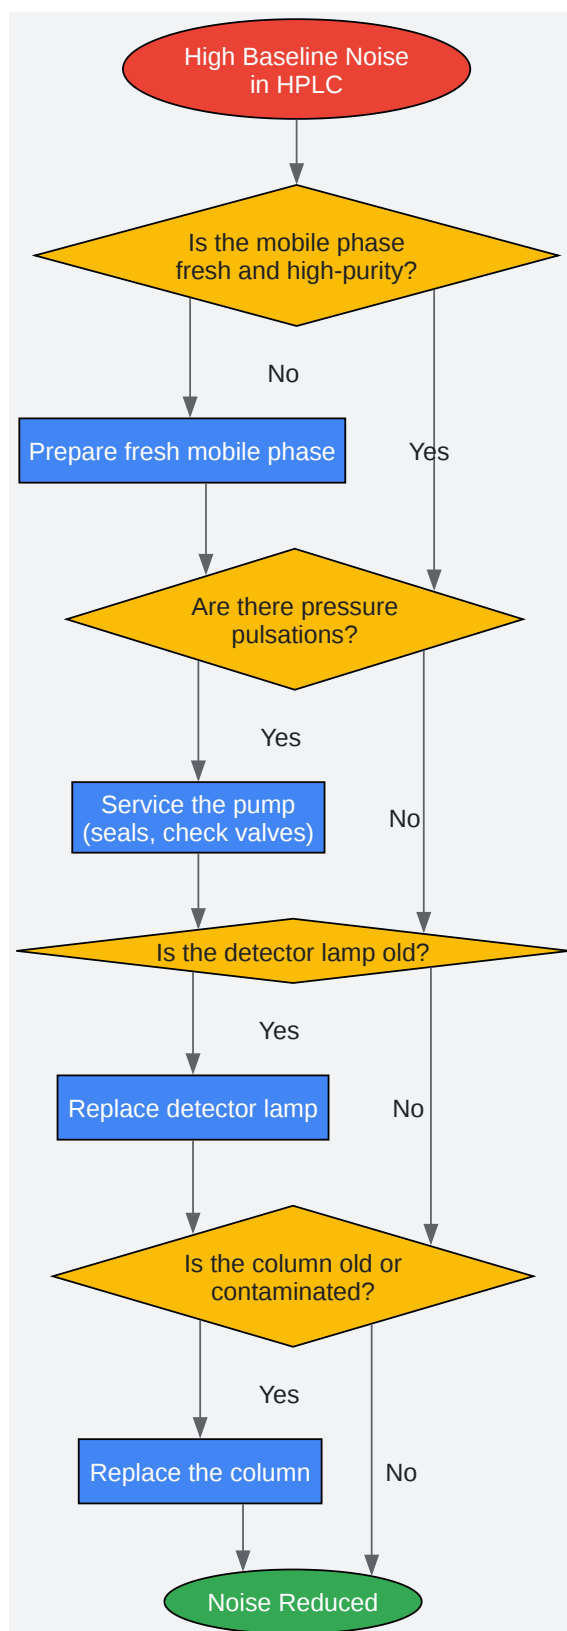 High Baseline Noise
in HPLC
Is the mobile phase
fresh and high-purity?
No
Prepare fresh mobile phase
Yes
Are there pressure
pulsations?
Yes
Service the pump
(seals, check valves)
No
Is the detector lamp old?
Yes
Replace detector lamp
No
Is the column old or
contaminated?
Yes
Replace the column
No
Noise Reduced